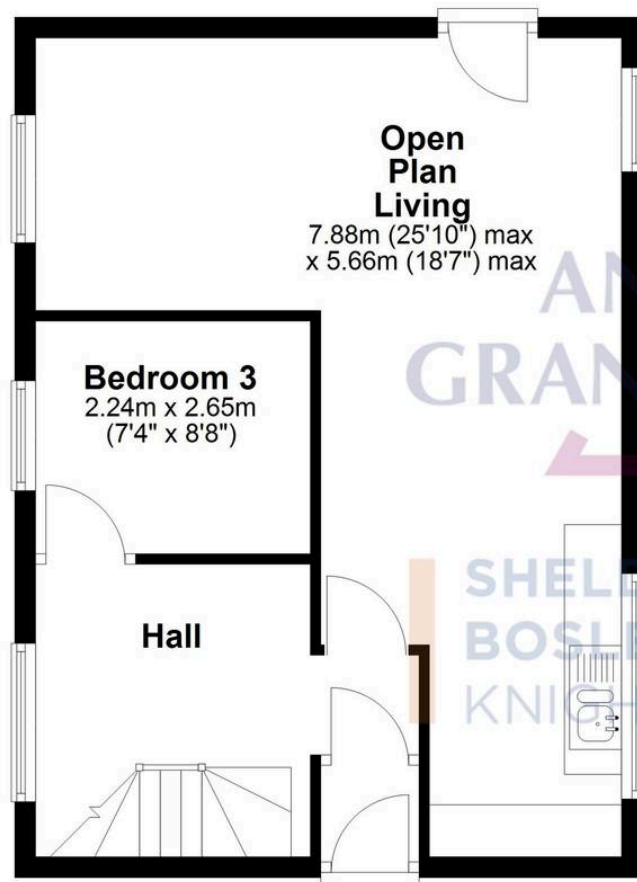 Open
Plan
Living
7.88m (25'10") max
x 5.66m (18'7") max
Bedroom 3
2.24m x 2.65m
(7'4" x 8'8")
Hall